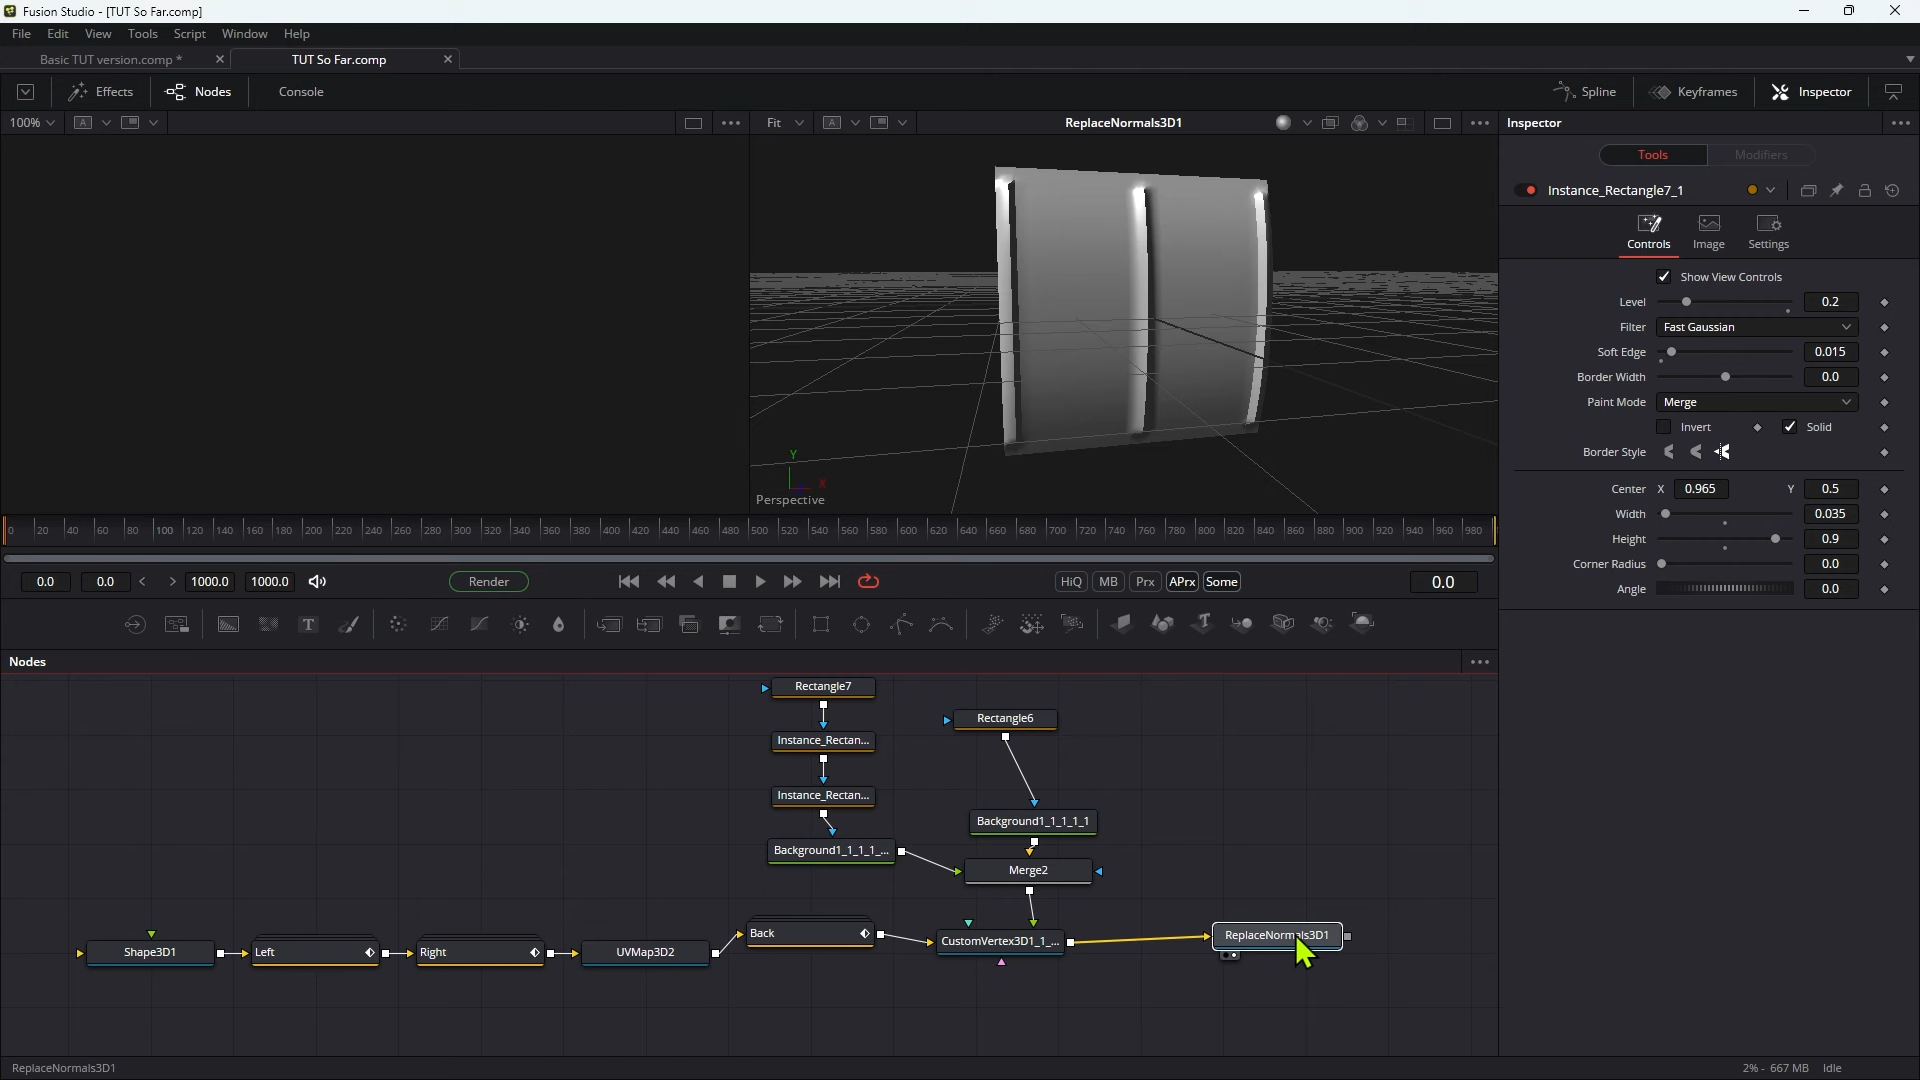 Fusion Studio - [TUT So Far.comp]
File Edit View Tools Script Window Help
Basic TUT version.comp *
TUT So Far.comp
Effects Nodes Console Spline Keyframes Inspector
100% A Fit A ReplaceNormals3D1 Inspector
Tools Modifiers
Instance_Rectangle7_1
Controls Image Settings
Show View Controls
Level 0.2
Filter Fast Gaussian
Soft Edge 0.015
Border Width 0.0
Paint Mode Merge
Invert Solid
Border Style
Center X 0.965 Y 0.5
Width 0.035
Height 0.9
Corner Radius 0.0
Angle 0.0
Y
X
Perspective
0 20 40 60 80 100 120 140 160 180 200 220 240 260 280 300 320 340 360 380 400 420 440 460 480 500 520 540 560 580 600 620 640 660 680 700 720 740 760 780 800 820 840 860 880 900 920 940 960 980
0.0 0.0 < > 1000.0 1000.0 Render HiQ MB Prx APrx Some 0.0
T T
Nodes
Rectangle7
Rectangle6
Instance_Rectan...
Instance_Rectan...
Background1_1_1_1_1
Background1_1_1_1_...
Merge2
Shape3D1 Left Right UVMap3D2 Back CustomVertex3D1_1_... ReplaceNormals3D1
ReplaceNormals3D1 2% - 667 MB Idle